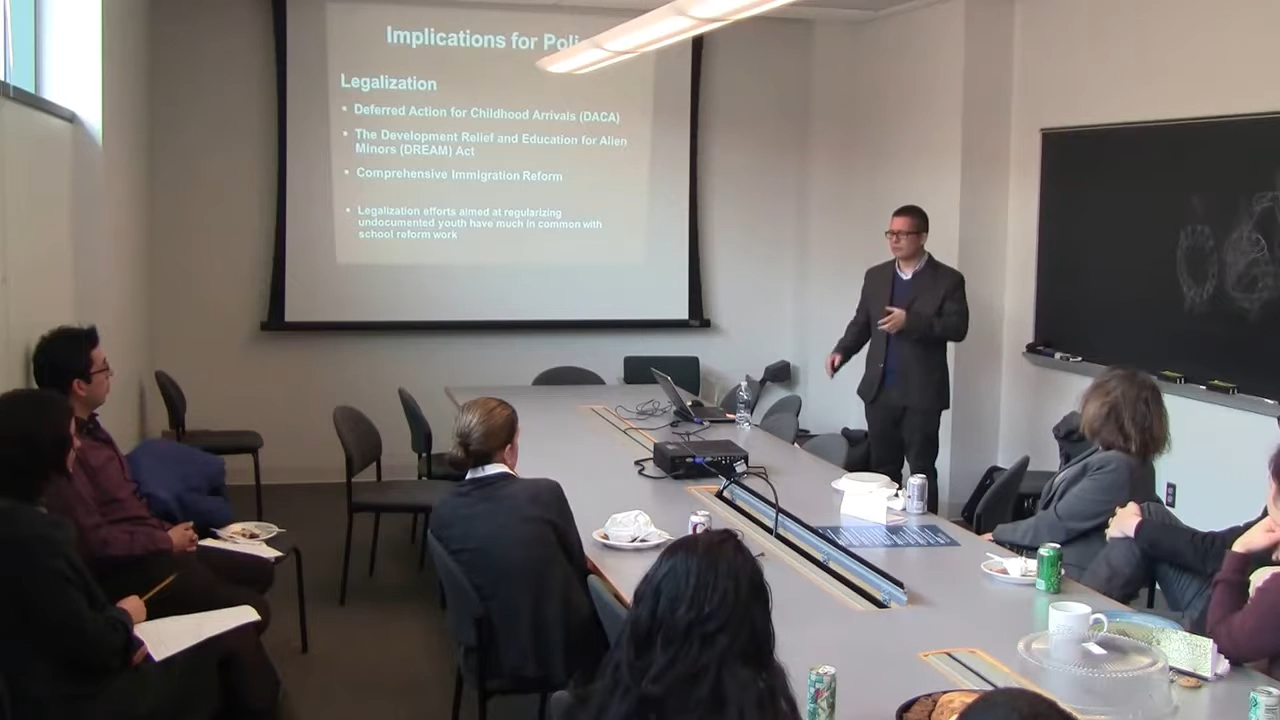 Implications for
Legalization
Deferred Action for Childhood Arrivals (DACA)
The Development Relief and Education for Alien
Minors (DREAM) Act
Comprehensive Immigration Reform
Legalization efforts aimed at regularizing
undocumented youth have much in common with
school reform work